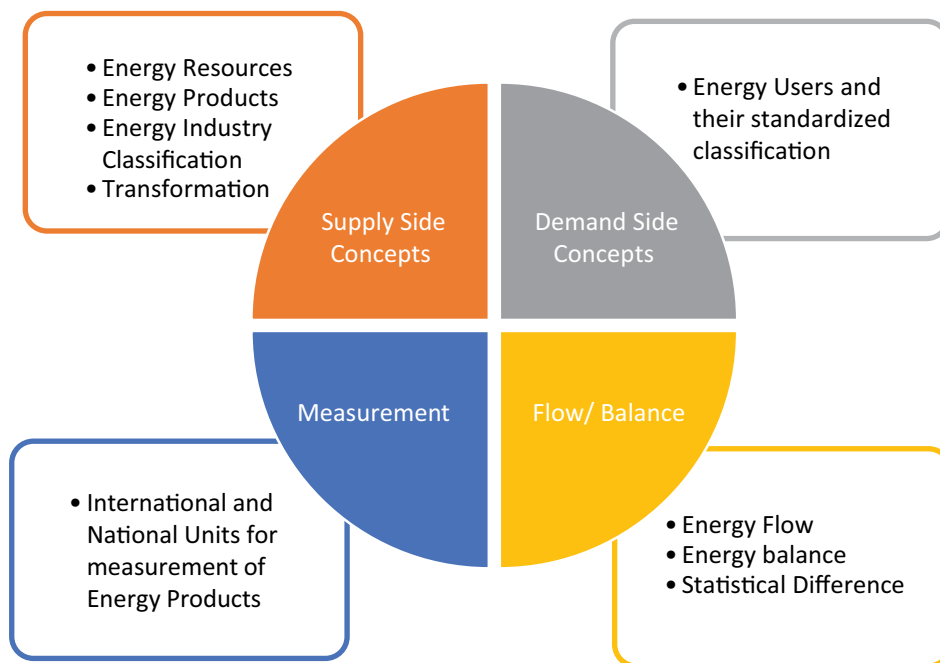 • Energy Resources
• Energy Products
• Energy Industry
Classification
• Transformation
• Energy Users and
their standardized
classification
Supply Side
Concepts
Demand Side
Concepts
Measurement
Flow/ Balance
• International and
National Units for
measurement of
Energy Products
• Energy Flow
• Energy balance
• Statistical Difference